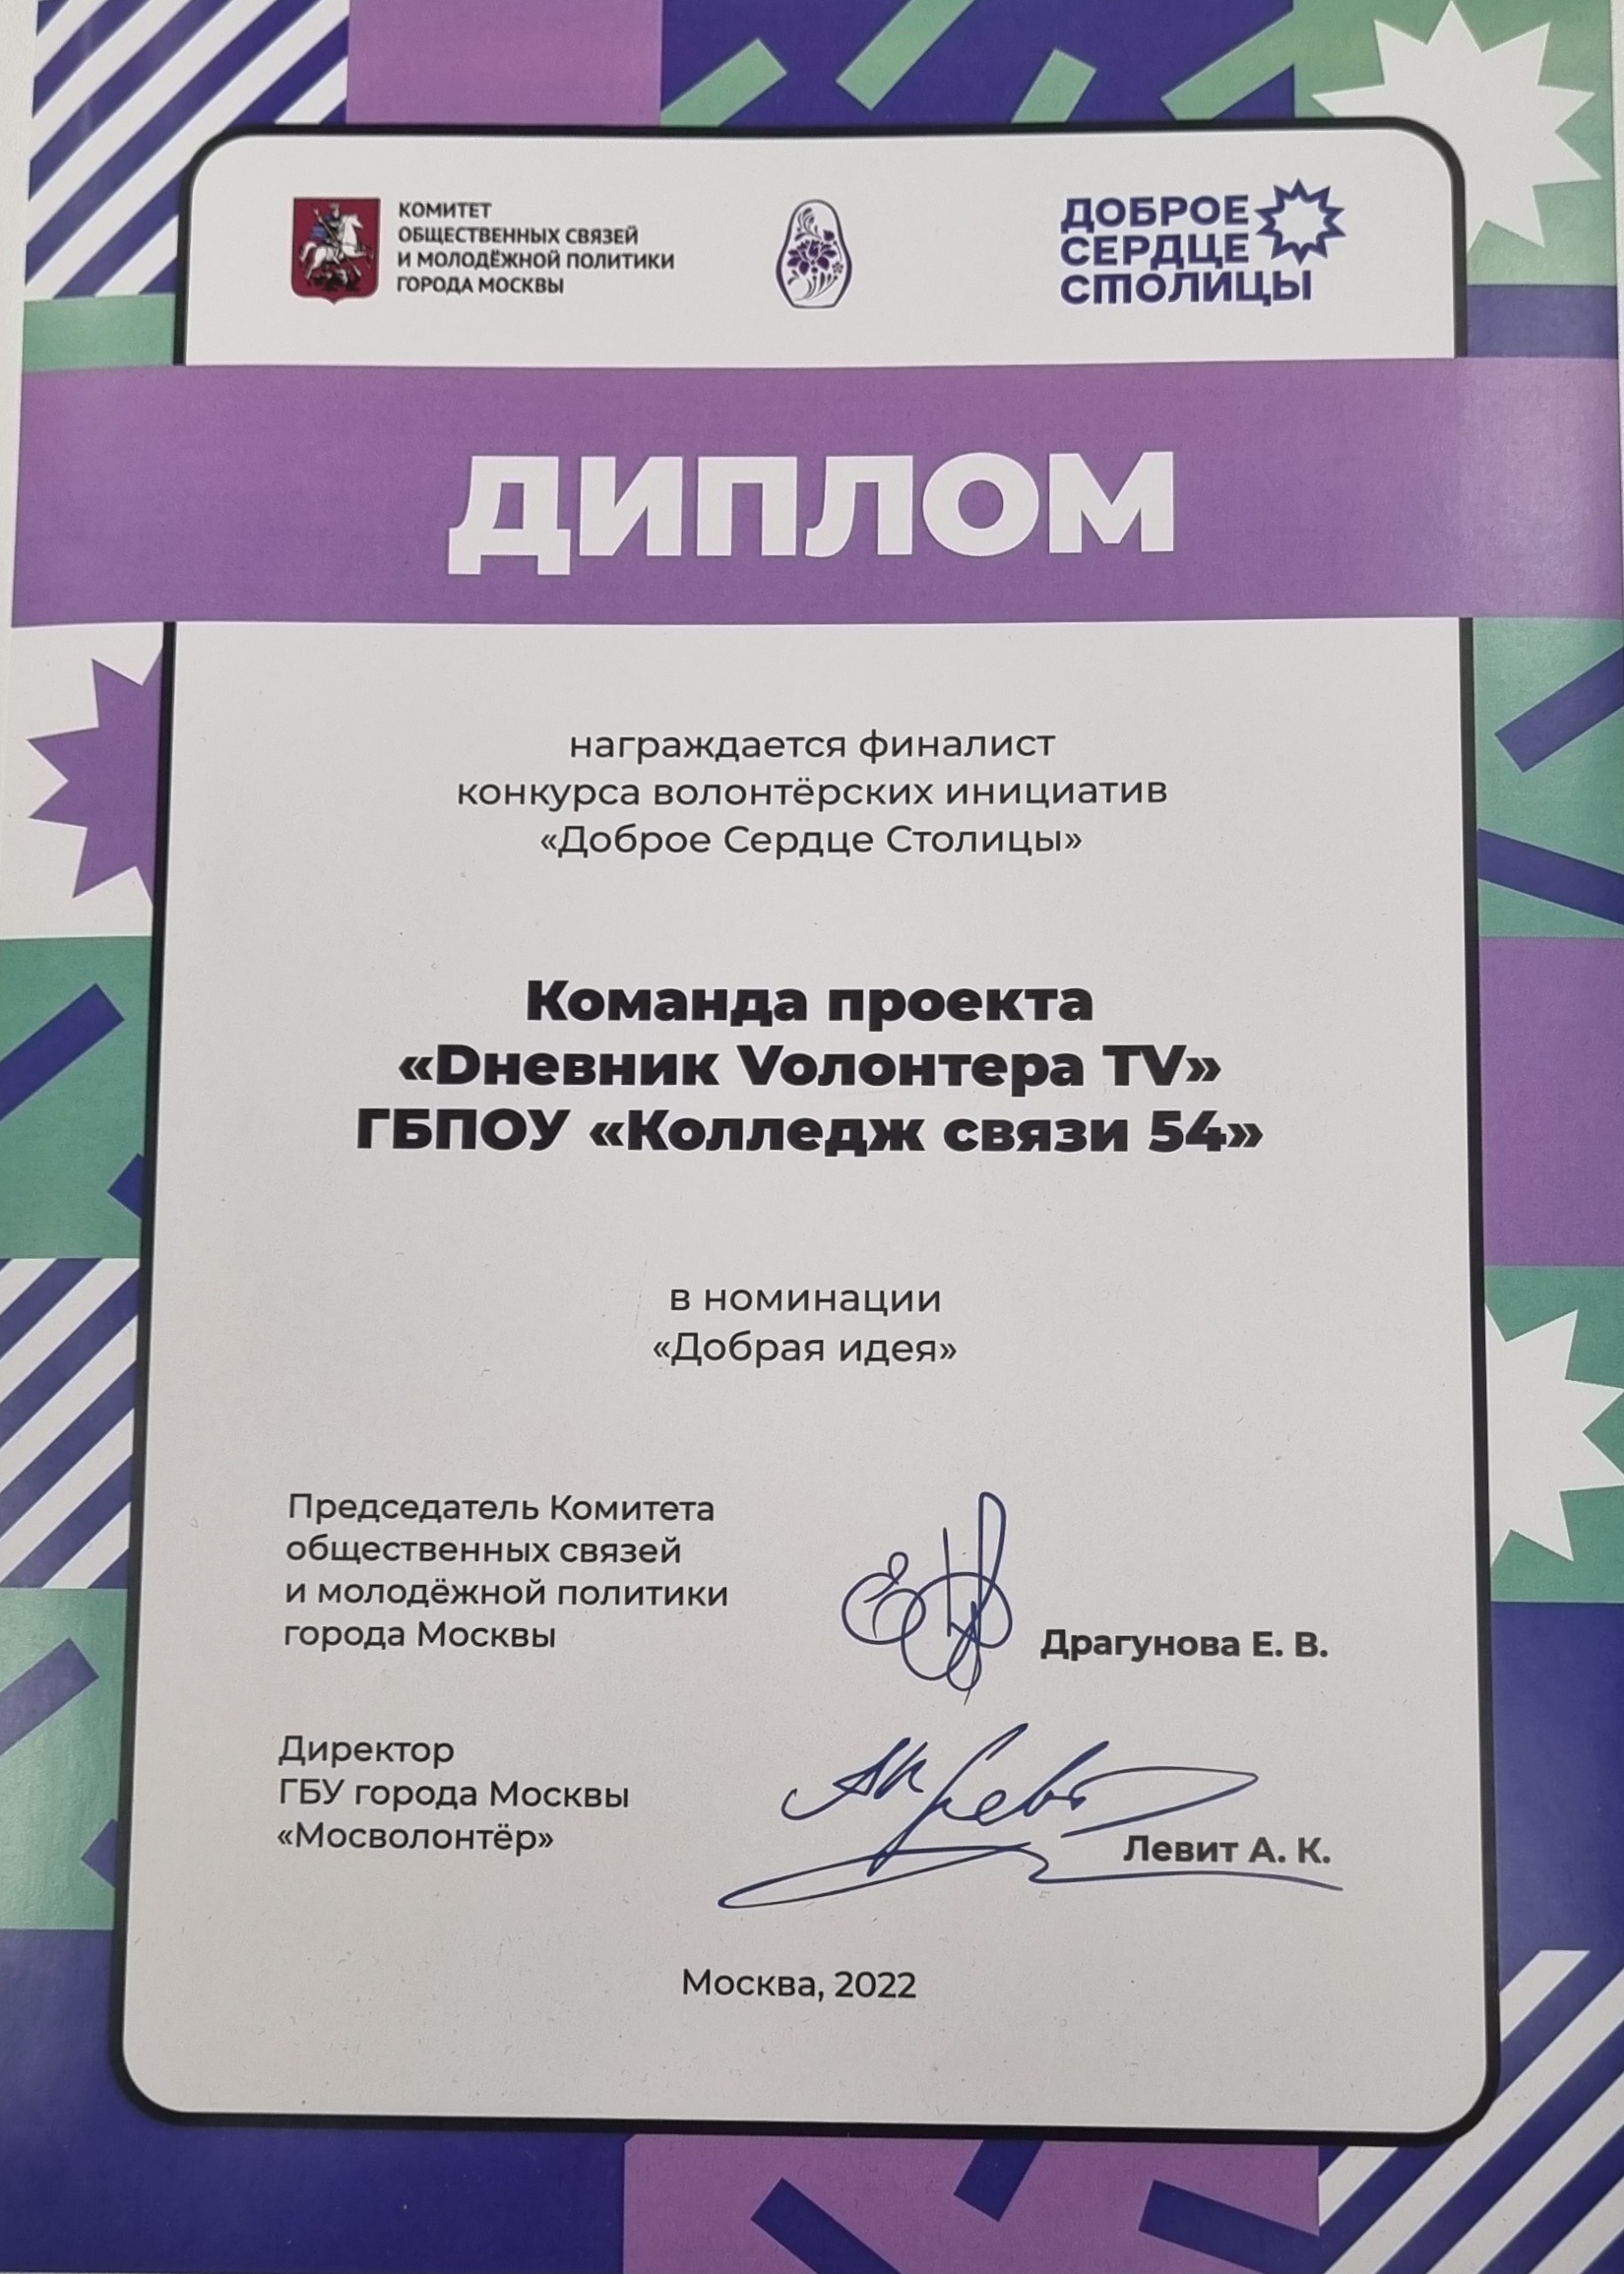 КОМИТЕТ
ОБЩЕСТВЕННЫХ СВЯЗЕЙ
И МОЛОДЁЖНОЙ ПОЛИТИКИ
ГОРОДА МОСКВЫ
ДОБРОЕ
СЕРДЦЕ
СТОЛИЦЫ
ДИПЛОМ
награждается финалист
конкурса волонтёрских инициатив
«Доброе Сердце Столицы»
Команда проекта
«Dневник Vолонтера TV»
ГБПОУ «Колледж связи 54»
в номинации
«Добрая идея»
Председатель Комитета
общественных связей
и молодёжной политики
города Москвы
Драгунова Е. В.
Директор
ГБУ города Москвы
«Мосволонтёр»
Левит А. К.
Москва, 2022